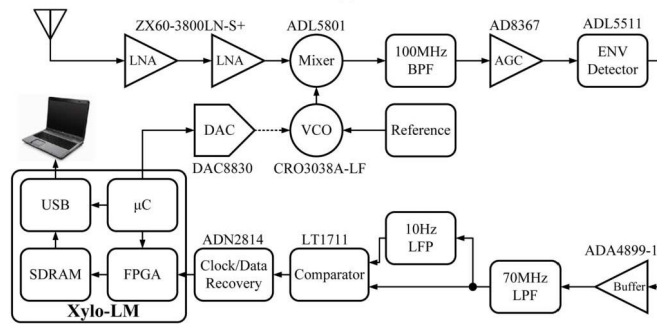 ZX60-3800LN-S+
ADL5801
AD8367
ADL5511
LNA
LNA
Mixer
100MHz
BPF
AGC
ENV
Detector
DAC
VCO
Reference
DAC8830
CRO3038A-LF
USB
μC
ADN2814
LT1711
10Hz
LFP
ADA4899-1
SDRAM
FPGA
Clock/Data
Recovery
Comparator
70MHz
LPF
Buffer
Xylo-LM